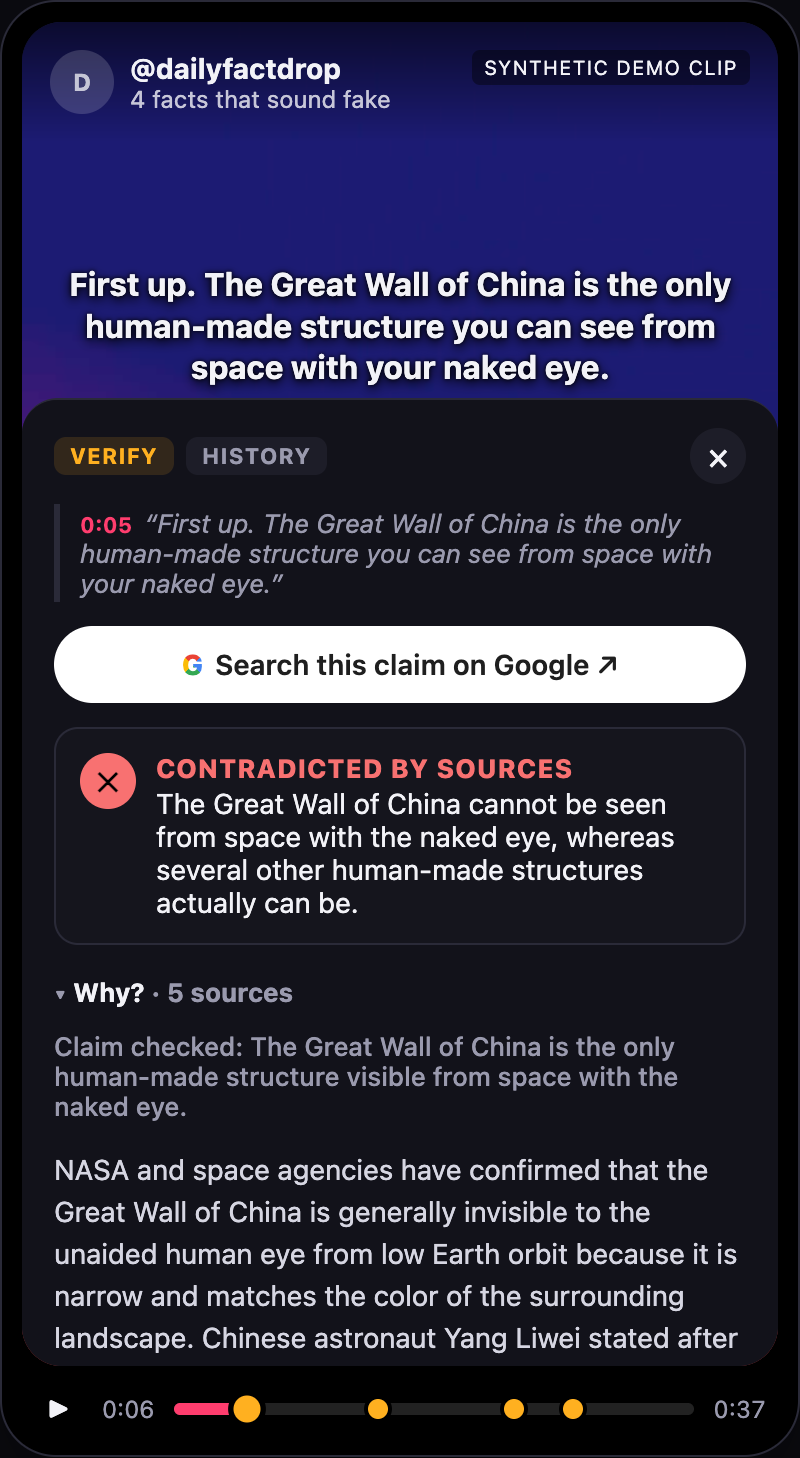 D
@dailyfactdrop
4 facts that sound fake
SYNTHETIC DEMO CLIP
First up. The Great Wall of China is the only
human-made structure you can see from
space with your naked eye.
VERIFY
HISTORY
0:05 “First up. The Great Wall of China is the only
human-made structure you can see from space with
your naked eye.”
G Search this claim on Google ↗
CONTRADICTED BY SOURCES
The Great Wall of China cannot be seen
from space with the naked eye, whereas
several other human-made structures
actually can be.
▾ Why? · 5 sources
Claim checked: The Great Wall of China is the only
human-made structure visible from space with the
naked eye.
NASA and space agencies have confirmed that the
Great Wall of China is generally invisible to the
unaided human eye from low Earth orbit because it is
narrow and matches the color of the surrounding
landscape. Chinese astronaut Yang Liwei stated after
0:06
0:37